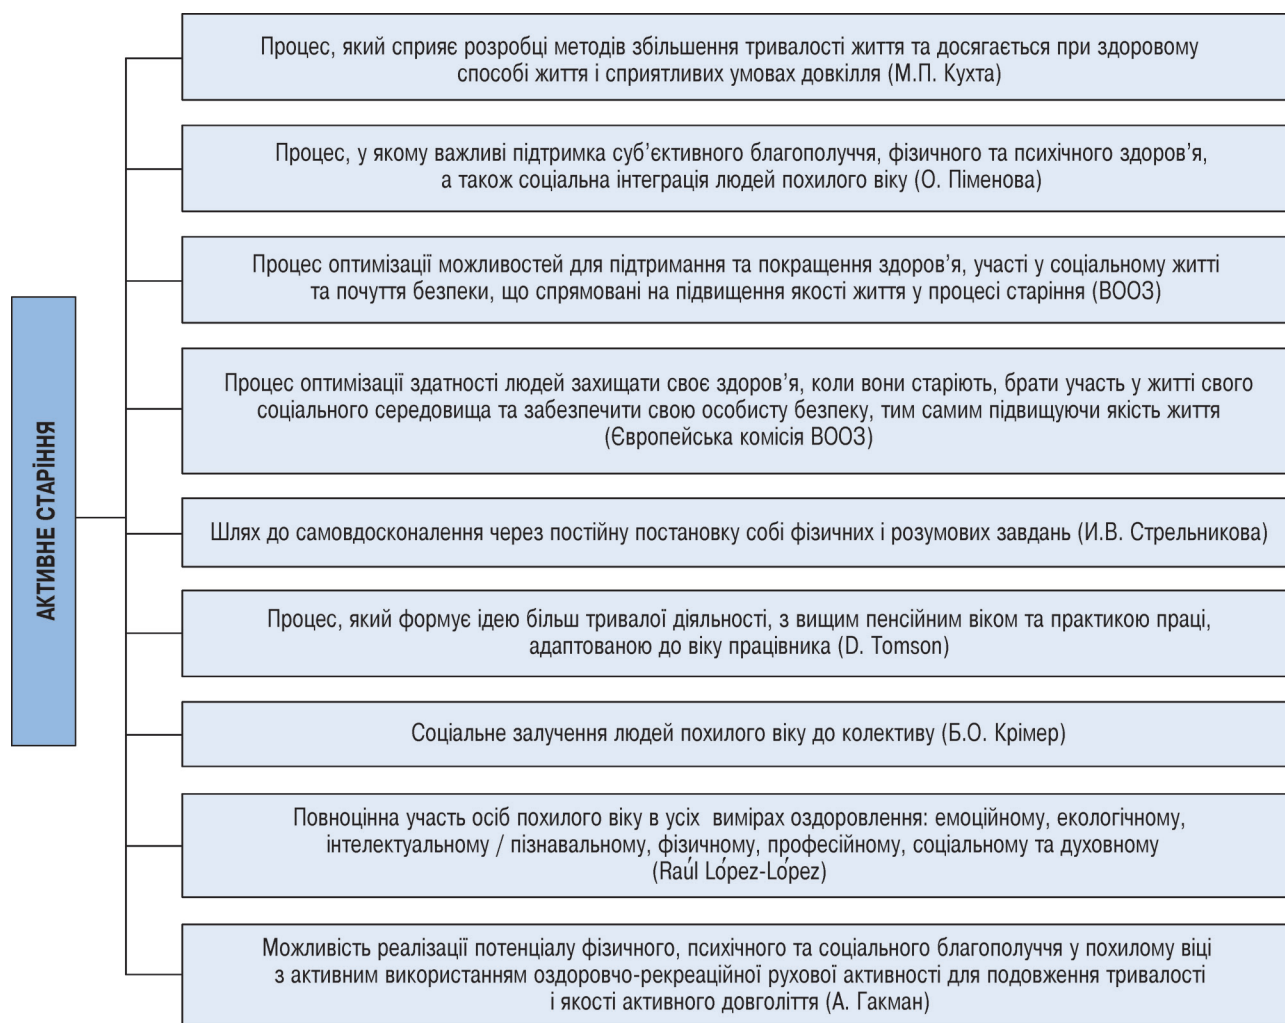 Процес, який сприяє розробці методів збільшення тривалості життя та досягається при здоровому
способі життя і сприятливих умовах довкілля (М.П. Кухта)
Процес, у якому важливі підтримка суб’єктивного благополуччя, фізичного та психічного здоров’я,
а також соціальна інтеграція людей похилого віку (О. Піменова)
Процес оптимізації можливостей для підтримання та покращення здоров’я, участі у соціальному житті
та почуття безпеки, що спрямовані на підвищення якості життя у процесі старіння (ВООЗ)
Процес оптимізації здатності людей захищати своє здоров’я, коли вони старіють, брати участь у житті свого
соціального середовища та забезпечити свою особисту безпеку, тим самим підвищуючи якість життя
(Європейська комісія ВООЗ)
АКТИВНЕ СТАРІННЯ
Шлях до самовдосконалення через постійну постановку собі фізичних і розумових завдань (И.В. Стрельникова)
Процес, який формує ідею більш тривалої діяльності, з вищим пенсійним віком та практикою праці,
адаптованою до віку працівника (D. Tomson)
Соціальне залучення людей похилого віку до колективу (Б.О. Крімер)
Повноцінна участь осіб похилого віку в усіх вимірах оздоровлення: емоційному, екологічному,
інтелектуальному / пізнавальному, фізичному, професійному, соціальному та духовному
(Raúl López-López)
Можливість реалізації потенціалу фізичного, психічного та соціального благополуччя у похилому віці
з активним використанням оздоровчо-рекреаційної рухової активності для подовження тривалості
і якості активного довголіття (А. Гакман)